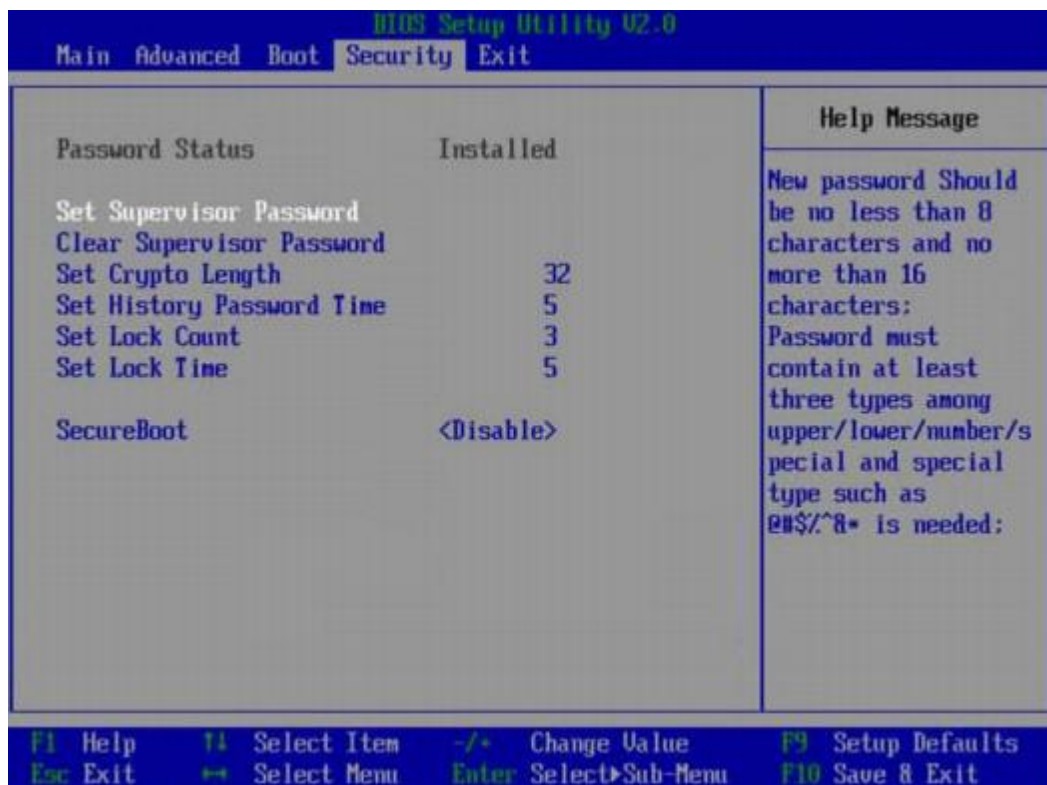 BIOS Setup Utility V2.0
Main Advanced Boot Security Exit
Password Status Installed
Set Supervisor Password
Clear Supervisor Password
Set Crypto Length 32
Set History Password Time 5
Set Lock Count 3
Set Lock Time 5
SecureBoot <Disable>
Help Message
New password Should
be no less than 8
characters and no
more than 16
characters;
Password must
contain at least
three types among
upper/lower/number/s
pecial and special
type such as
@#$%^&* is needed;
F1 Help ↑↓ Select Item -/+ Change Value F9 Setup Defaults
Esc Exit ↔ Select Menu Enter Select▶Sub-Menu F10 Save & Exit